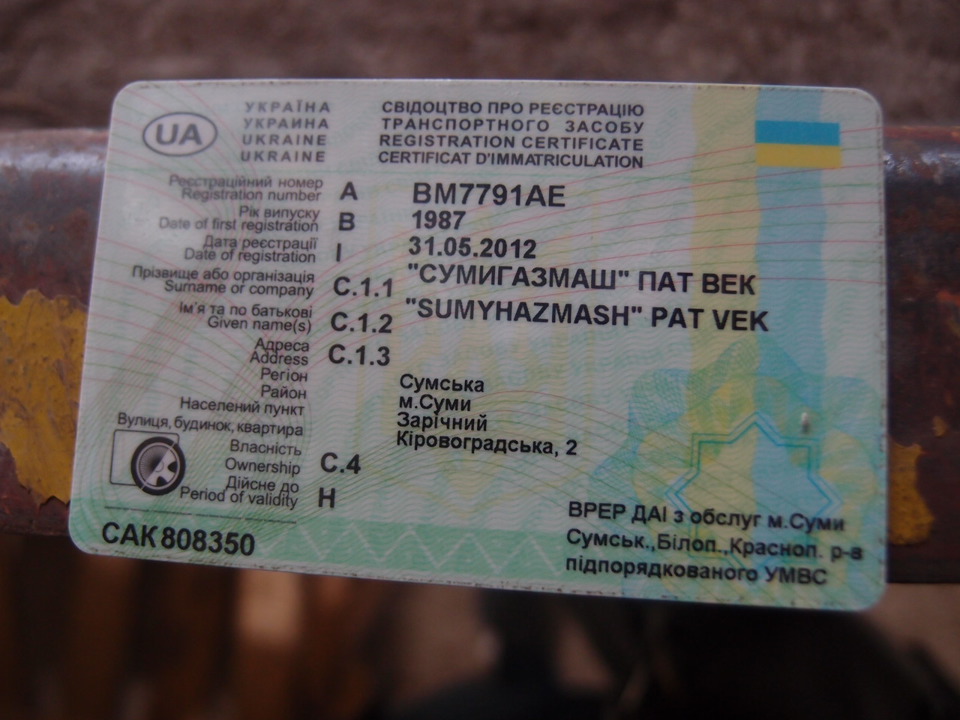 UA
УКРАЇНА
УКРАИНА
UKRAINE
UKRAINE
СВІДОЦТВО ПРО РЕЄСТРАЦІЮ
ТРАНСПОРТНОГО ЗАСОБУ
REGISTRATION CERTIFICATE
CERTIFICAT D'IMMATRICULATION
Реєстраційний номер
Registration number A BM7791AE
Рік випуску
Date of first registration B 1987
Дата реєстрації
Date of registration I 31.05.2012
Прізвище або організація
Surname or company C.1.1 "СУМИГАЗМАШ" ПАТ ВЕК
"SUMYHAZMASH" PAT VEK
Ім'я та по батькові
Given name(s) C.1.2
Адреса
Address C.1.3
Регіон Сумська
Район м.Суми
Населений пункт Зарічний
Вулиця, будинок, квартира Кіровоградська, 2
Власність
Ownership C.4
Дійсне до
Period of validity H
САК 808350
ВРЕР ДАІ з обслуг м.Суми
Сумськ.,Білоп.,Красноп. р-в
підпорядкованого УМВС